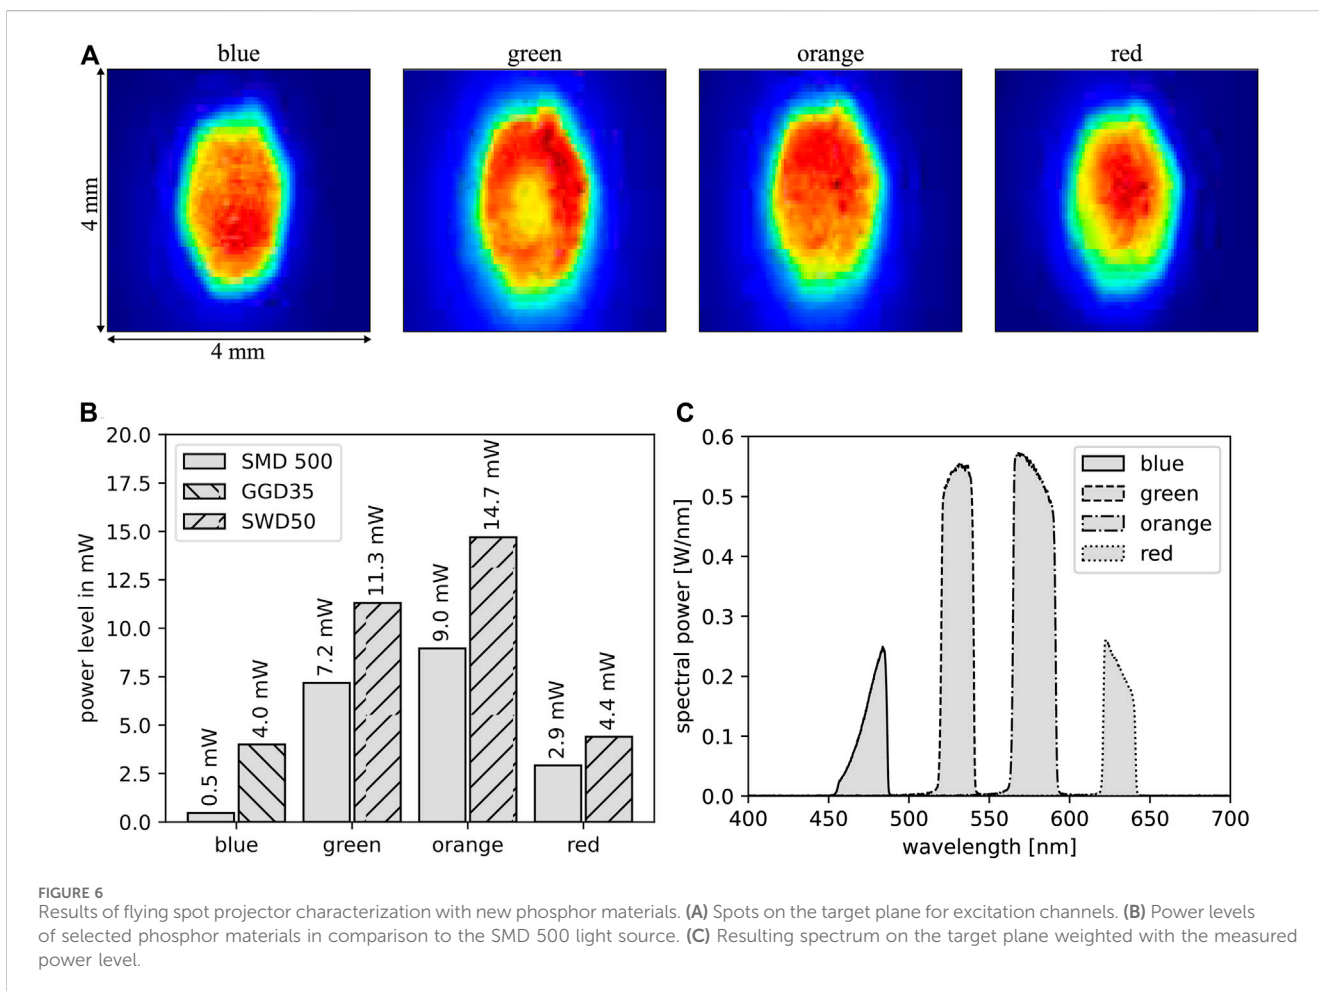 A
blue
green
orange
red
4 mm
4 mm
B
20.0
17.5
15.0
12.5
10.0
7.5
5.0
2.5
0.0
power level in mW
SMD 500
GGD35
SWD50
0.5 mW
4.0 mW
7.2 mW
11.3 mW
9.0 mW
14.7 mW
2.9 mW
4.4 mW
blue
green
orange
red
C
0.6
0.5
0.4
0.3
0.2
0.1
0.0
spectral power [W/nm]
blue
green
orange
red
400
450
500
550
600
650
700
wavelength [nm]
FIGURE 6
Results of flying spot projector characterization with new phosphor materials. (A) Spots on the target plane for excitation channels. (B) Power levels
of selected phosphor materials in comparison to the SMD 500 light source. (C) Resulting spectrum on the target plane weighted with the measured
power level.